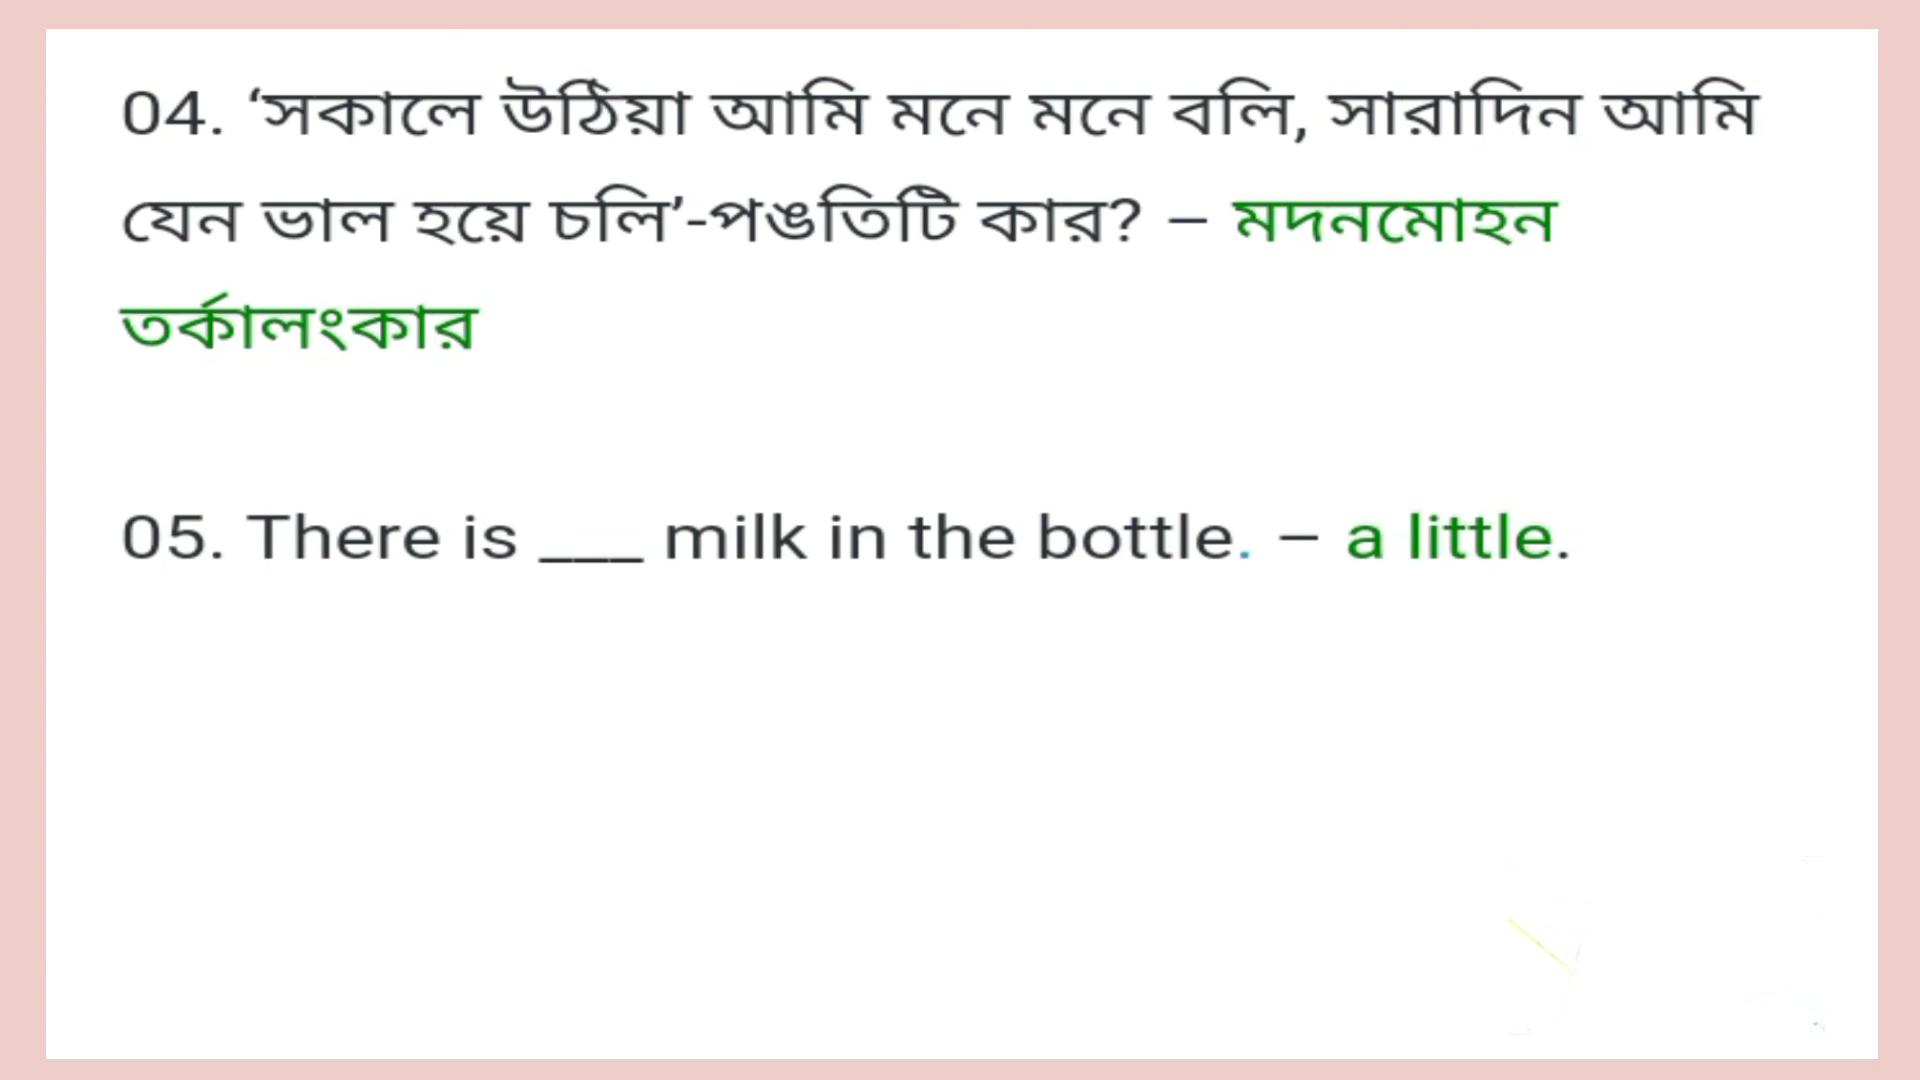 04. ‘সকালে উঠিয়া আমি মনে মনে বলি, সারাদিন আমি
যেন ভাল হয়ে চলি’-পঙতিটি কার? – মদনমোহন
তর্কালংকার
05. There is ___ milk in the bottle. – a little.